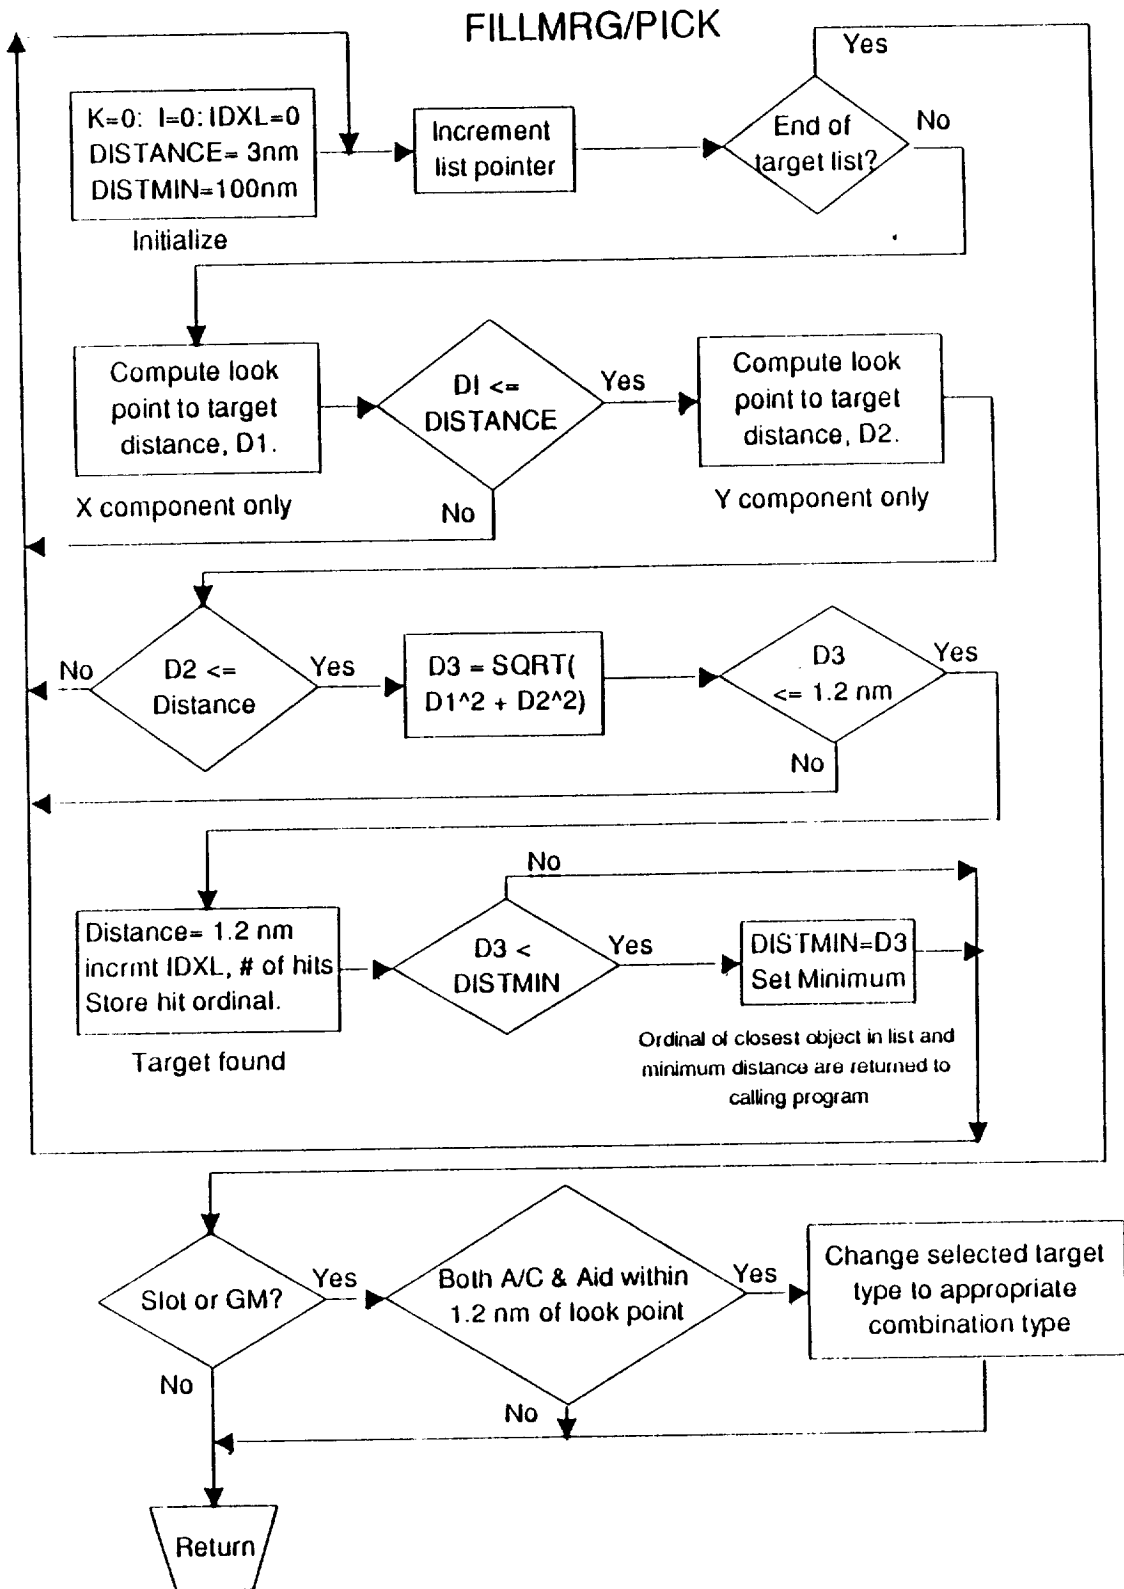 FILLMRG/PICK
Yes
K=0: I=0: IDXL=0
DISTANCE= 3nm
DISTMIN=100nm
Initialize
Increment
list pointer
End of
target list?
No
Compute look
point to target
distance, D1.
X component only
DI <=
DISTANCE
Yes
No
Compute look
point to target
distance, D2.
Y component only
No
D2 <=
Distance
Yes
D3 = SQRT(
D1^2 + D2^2)
D3
<= 1.2 nm
Yes
No
Distance= 1.2 nm
incrmt IDXL, # of hits
Store hit ordinal.
Target found
No
D3 <
DISTMIN
Yes
DISTMIN=D3
Set Minimum
Ordinal of closest object in list and
minimum distance are returned to
calling program
Slot or GM?
Yes
No
Both A/C & Aid within
1.2 nm of look point
Yes
No
Change selected target
type to appropriate
combination type
Return